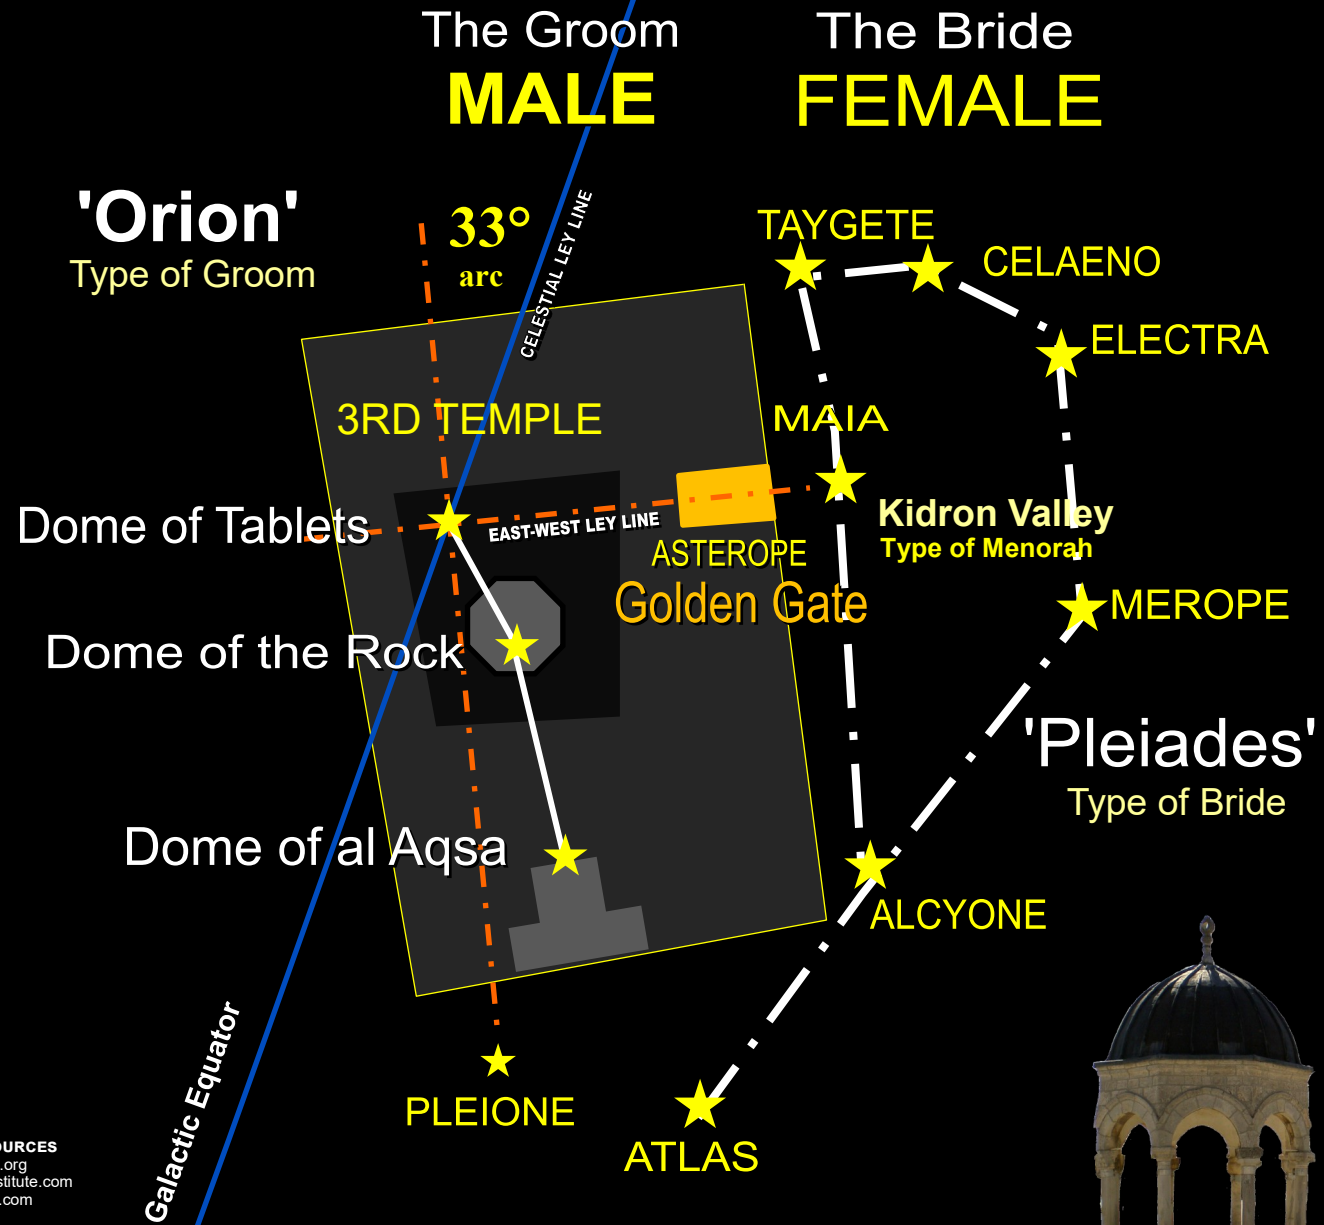 The Groom
MALE
The Bride
FEMALE
'Orion'
Type of Groom
33°
arc
CELESTIAL LEY LINE
TAYGETE
CELAENO
ELECTRA
3RD TEMPLE
MAIA
Dome of Tablets
EAST-WEST LEY LINE
Kidron Valley
Type of Menorah
ASTEROPE
Golden Gate
MEROPE
Dome of the Rock
'Pleiades'
Type of Bride
Dome of al Aqsa
ALCYONE
Galactic Equator
PLEIONE
ATLAS
.org
.com